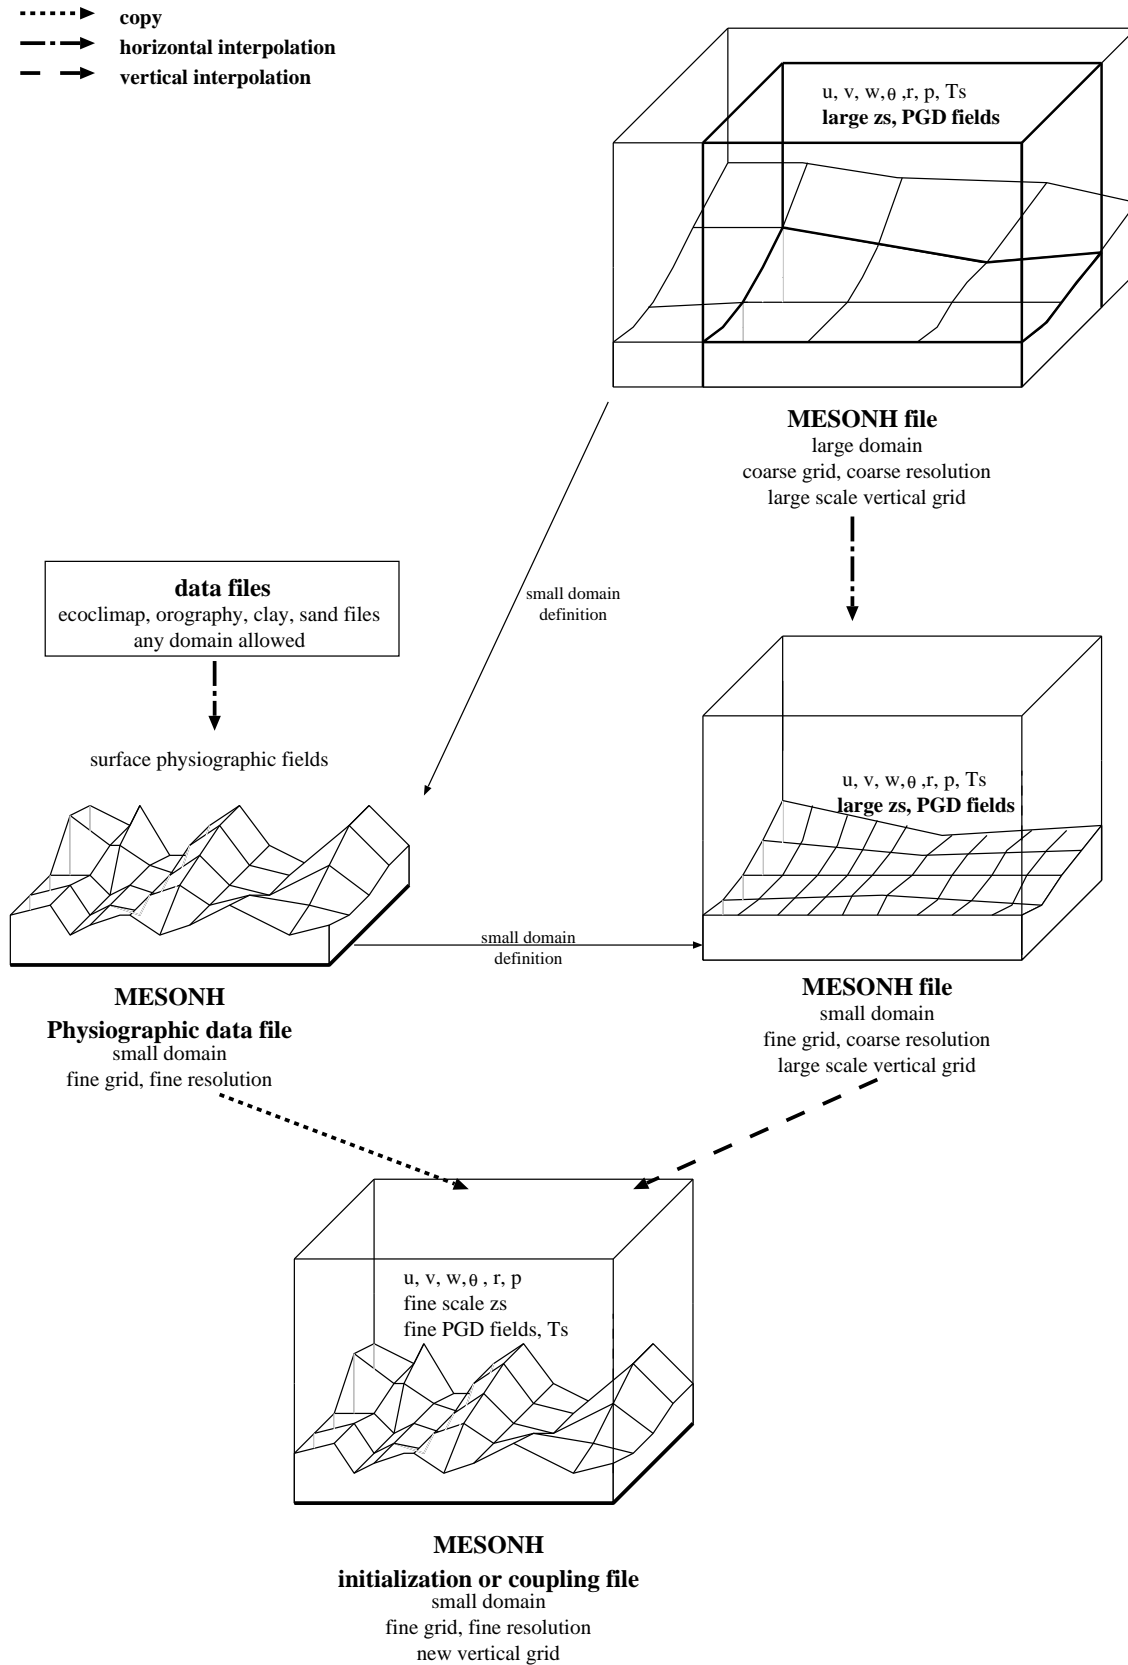 copy
horizontal interpolation
vertical interpolation
u, v, w,θ ,r, p, Ts
large zs, PGD fields
MESONH file
large domain
coarse grid, coarse resolution
large scale vertical grid
small domain
definition
data files
ecoclimap, orography, clay, sand files
any domain allowed
surface physiographic fields
u, v, w,θ ,r, p, Ts
large zs, PGD fields
small domain
definition
MESONH
Physiographic data file
small domain
fine grid, fine resolution
MESONH file
small domain
fine grid, coarse resolution
large scale vertical grid
u, v, w,θ , r, p
fine scale zs
fine PGD fields, Ts
MESONH
initialization or coupling file
small domain
fine grid, fine resolution
new vertical grid